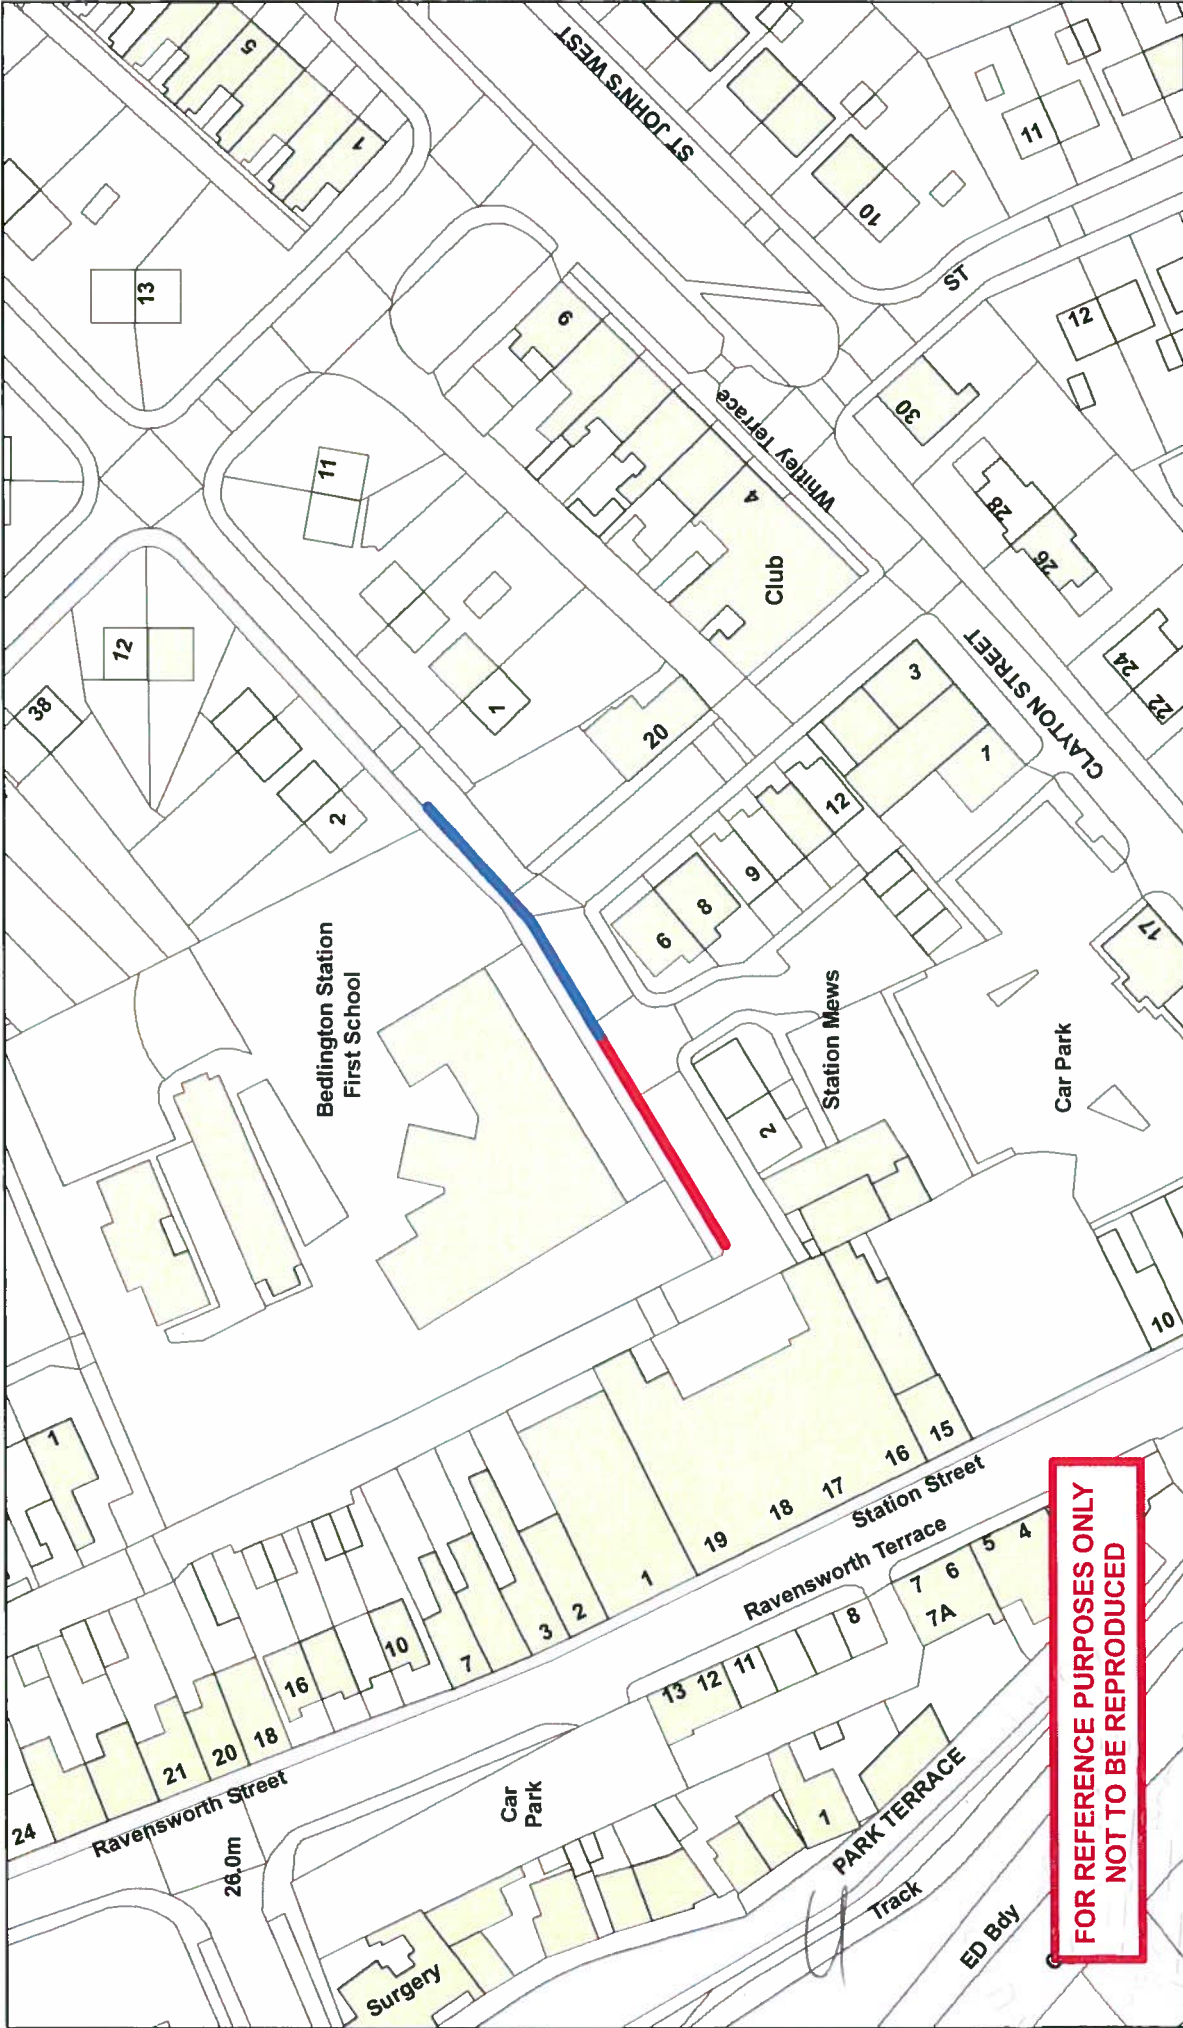 5
1
13
ST JOHN'S WEST
11
10
ST
12
9
30
Whitley Terrace
11
4
28
26
Club
12
38
1
20
3
CLAYTON STREET
24
22
2
1
12
9
8
6
17
Bedlington Station
First School
Station Mews
2
Car Park
10
1
15
16
17
18
19
Station Street
1
Ravensworth Terrace
2
3
7
10
16
18
20
21
24
Ravensworth Street
4
5
6
7
7A
8
11
12
13
26.0m
Car
Park
1
PARK TERRACE
Track
ED Bdy
Surgery
FOR REFERENCE PURPOSES ONLY
NOT TO BE REPRODUCED